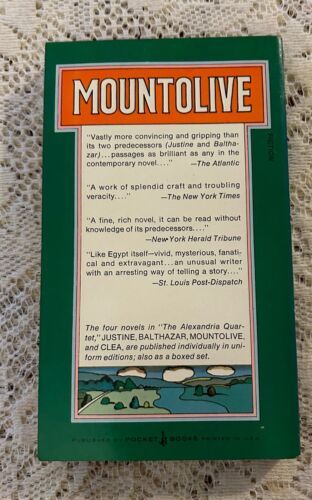 MOUNTOLIVE
FICTION
"Vastly more convincing and gripping than
its two predecessors (Justine and Baltha-
zar)...passages as brilliant as any in the
contemporary novel...." —The Atlantic
"A work of splendid craft and troubling
veracity...." —The New York Times
"A fine, rich novel, it can be read without
knowledge of its predecessors...."
—New York Herald Tribune
"Like Egypt itself—vivid, mysterious, fanati-
cal and extravagant...an unusual writer
with an arresting way of telling a story...."
—St. Louis Post-Dispatch
The four novels in "The Alexandria Quar-
tet," JUSTINE, BALTHAZAR, MOUNTOLIVE,
and CLEA, are published individually in uni-
form editions; also as a boxed set.
PUBLISHED BY POCKET BOOKS PRINTED IN U.S.A.